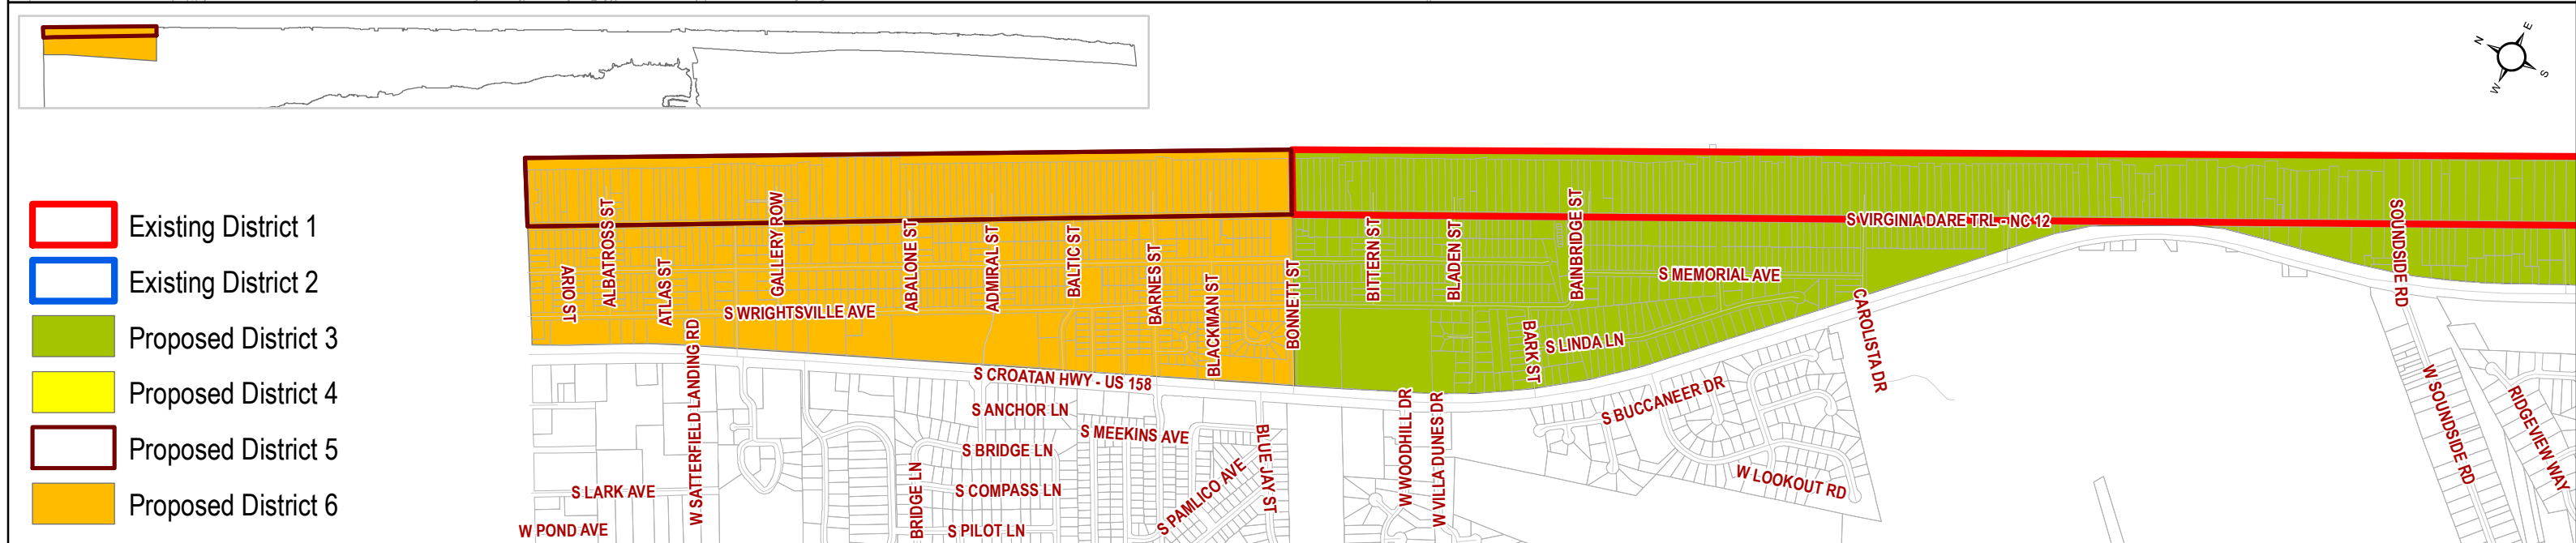 N
E
S
W
Existing District 1
Existing District 2
Proposed District 3
Proposed District 4
Proposed District 5
Proposed District 6
ARIO ST
ALBATROSS ST
ATLAS ST
W SATTERFIELD LANDING RD
GALLERY ROW
S WRIGHTSVILLE AVE
ABALONE ST
ADMIRAL ST
BALTIC ST
BARNES ST
BLACKMAN ST
BONNETT ST
BITTERN ST
BLADEN ST
BAINBRIDGE ST
BARK ST
S VIRGINIA DARE TRL - NC 12
S MEMORIAL AVE
S LINDA LN
CAROLISTA DR
SOUNDSIDE RD
S CROATAN HWY - US 158
S ANCHOR LN
S MEEKINS AVE
S BRIDGE LN
BRIDGE LN
S COMPASS LN
S LARK AVE
W POND AVE
S PILOT LN
S PAMLICO AVE
BLUE JAY ST
W WOODHILL DR
W VILLA DUNES DR
S BUCCANEER DR
W LOOKOUT RD
W SOUNDSIDE RD
RIDGEVIEW WAY